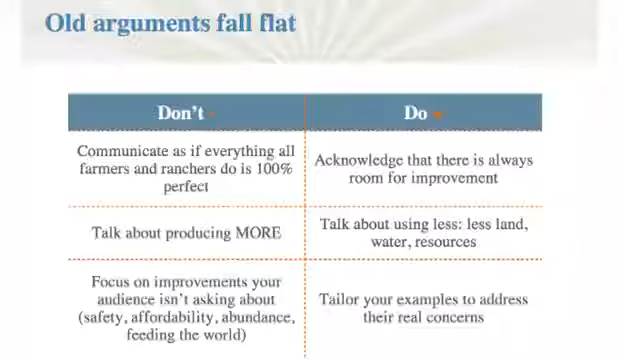 Old arguments fall flat
Don't
Do
Communicate as if everything all
farmers and ranchers do is 100%
perfect
Acknowledge that there is always
room for improvement
Talk about producing MORE
Talk about using less: less land,
water, resources
Focus on improvements your
audience isn't asking about
(safety, affordability, abundance,
feeding the world)
Tailor your examples to address
their real concerns